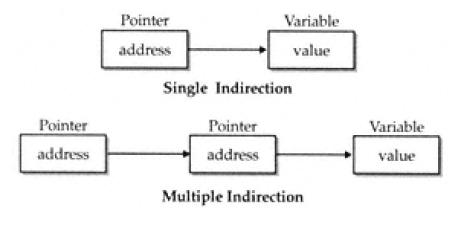 Pointer Variable
address value
Single Indirection
Pointer Pointer Variable
address address value
Multiple Indirection